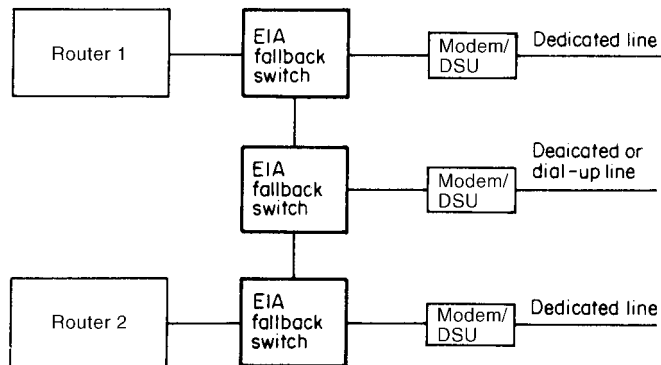 Router 1
EIA
fallback
switch
Modem/
DSU
Dedicated line
EIA
fallback
switch
Modem/
DSU
Deaicated or
dial-up line
Router 2
EIA
fallback
switch
Modem/
DSU
Dedicated line